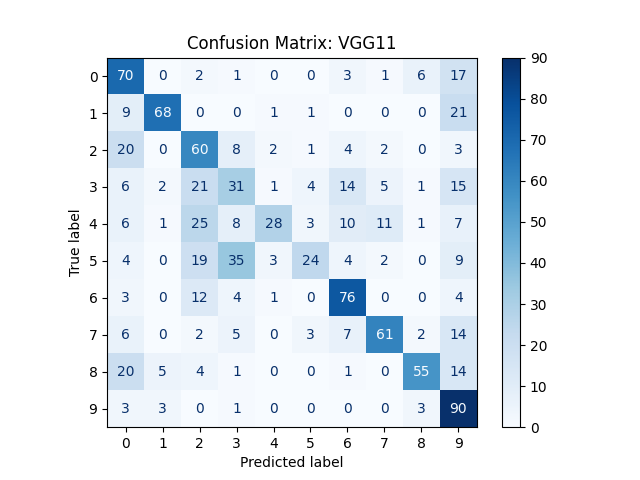 Confusion Matrix: VGG11
0 70 0 2 1 0 0 3 1 6 17
1 9 68 0 0 1 1 0 0 0 21
2 20 0 60 8 2 1 4 2 0 3
3 6 2 21 31 1 4 14 5 1 15
4 6 1 25 8 28 3 10 11 1 7
5 4 0 19 35 3 24 4 2 0 9
6 3 0 12 4 1 0 76 0 0 4
7 6 0 2 5 0 3 7 61 2 14
8 20 5 4 1 0 0 1 0 55 14
9 3 3 0 1 0 0 0 0 3 90
0 1 2 3 4 5 6 7 8 9
Predicted label
True label
90
80
70
60
50
40
30
20
10
0